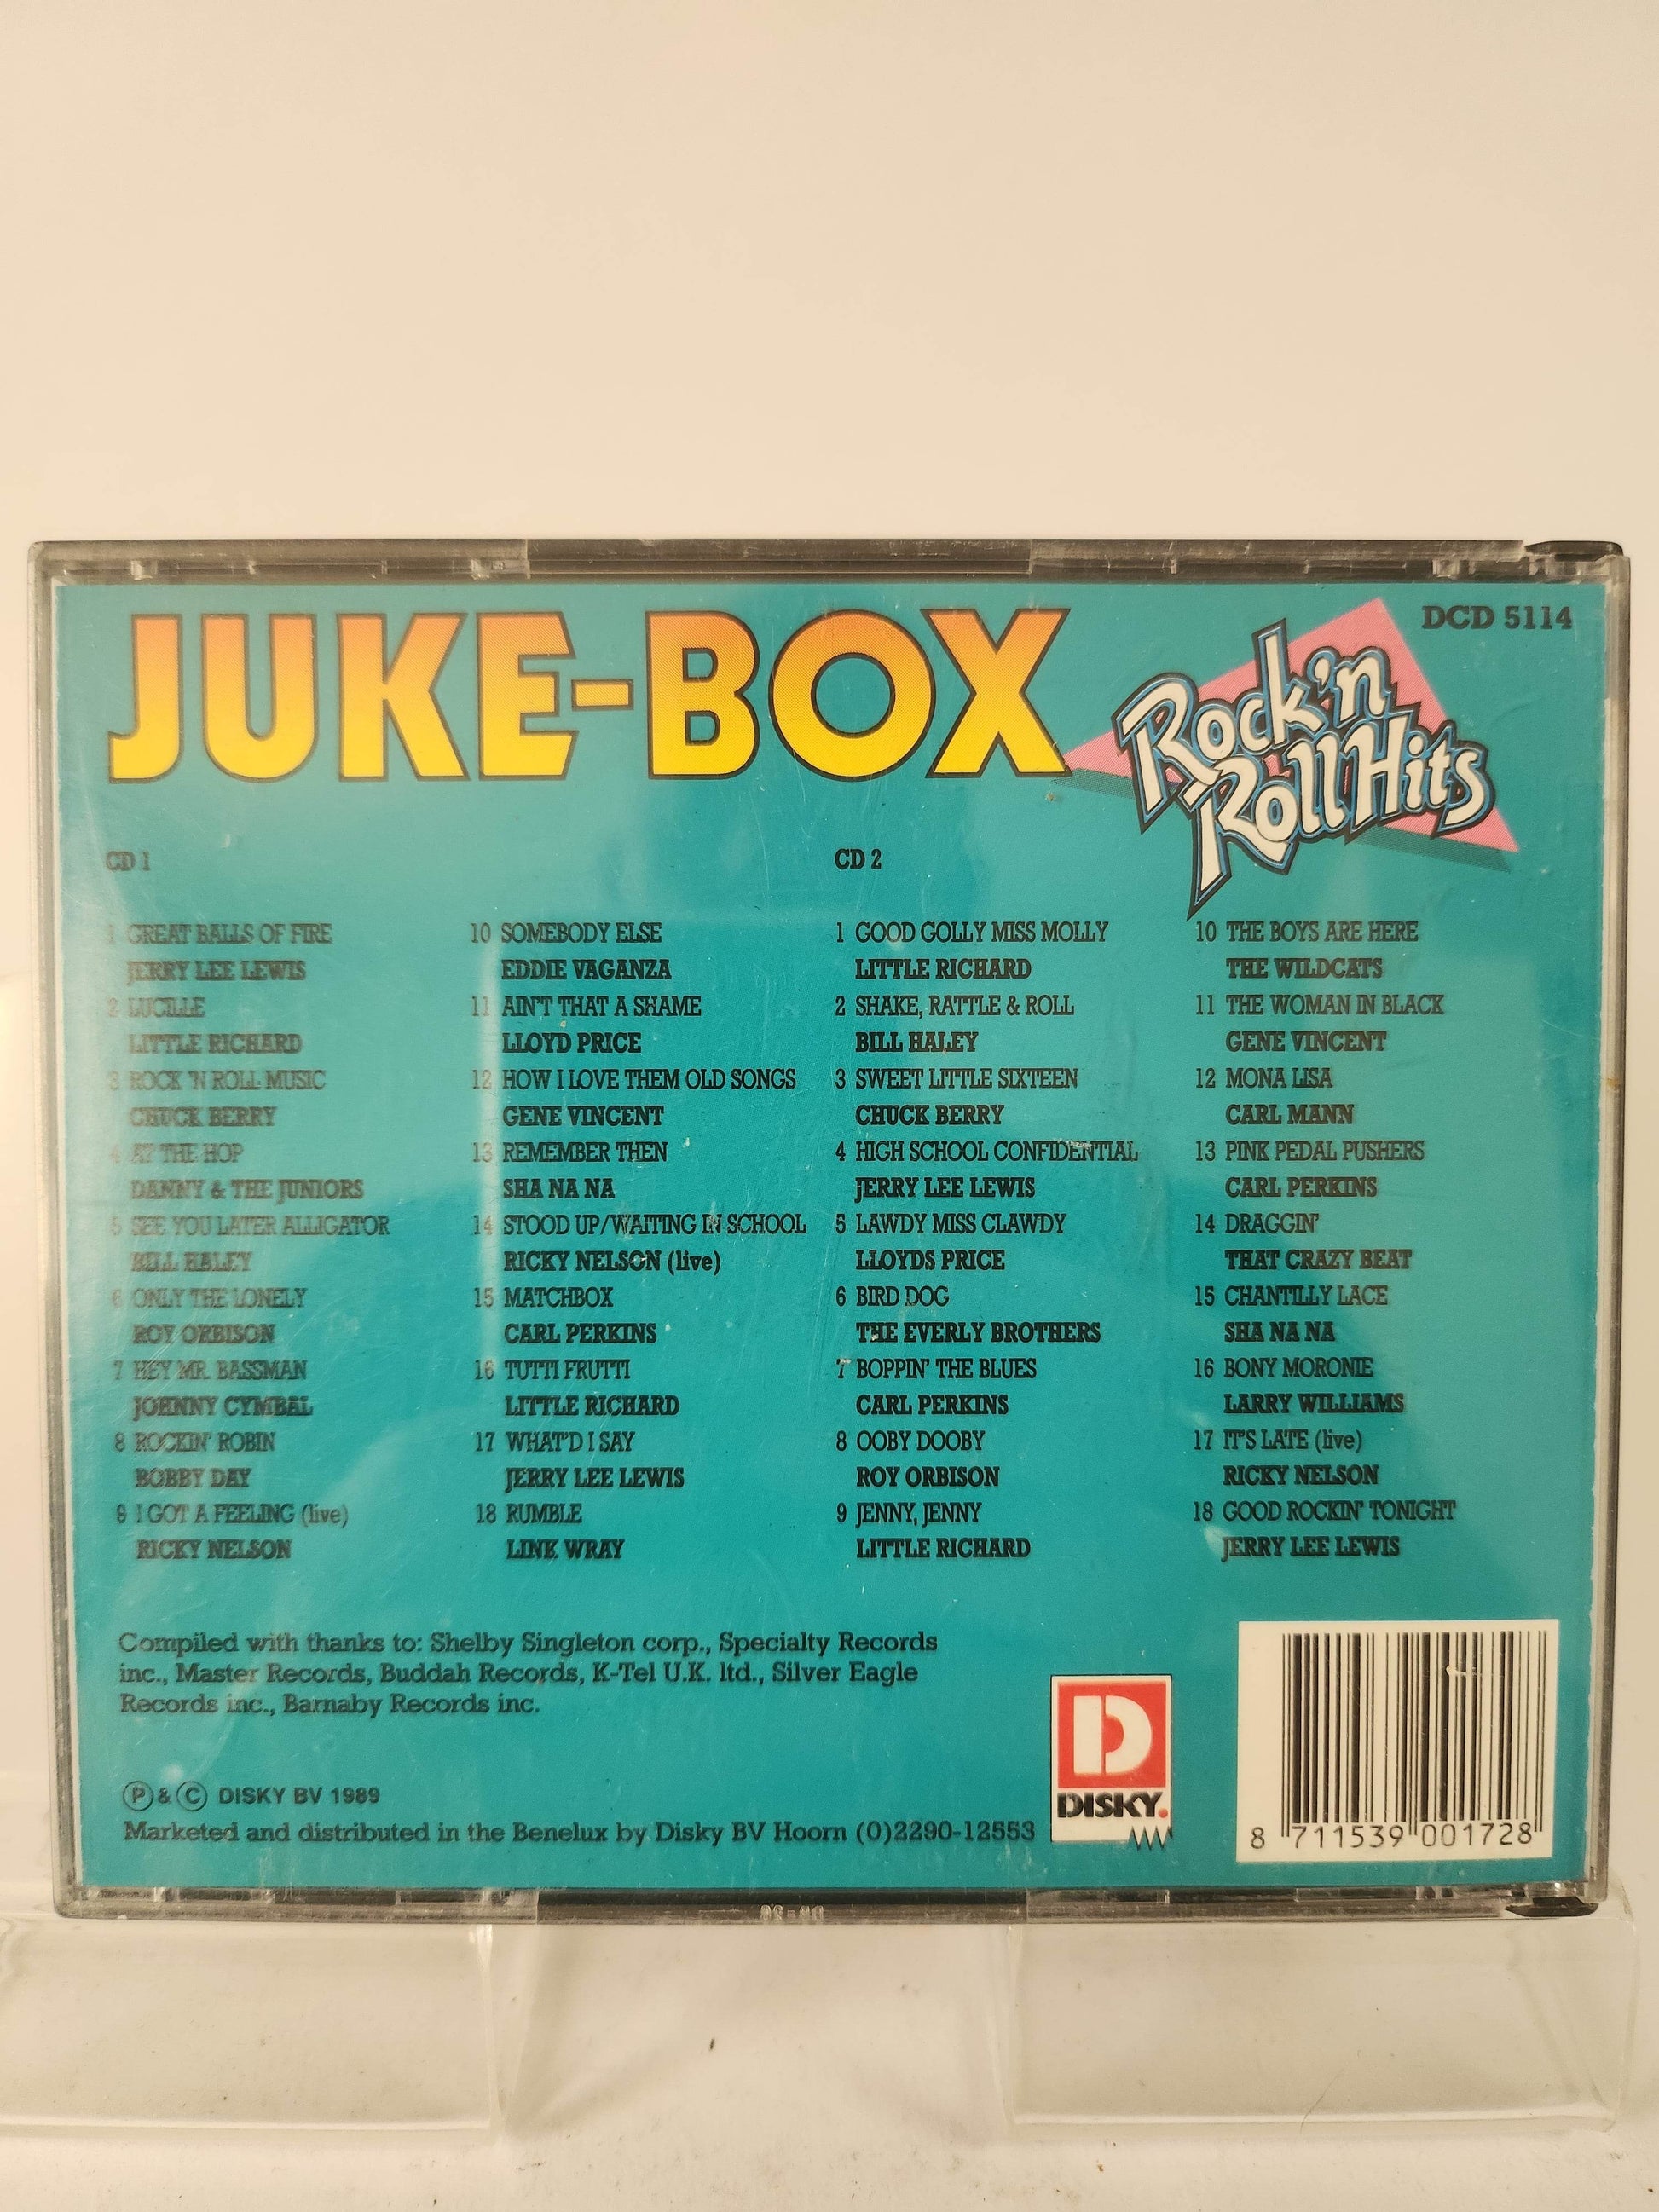 JUKE-BOX
Rock 'n
Roll Hits
DCD 5114
CD 1
1 GREAT BALLS OF FIRE
JERRY LEE LEWIS
2 LUCILLE
LITTLE RICHARD
3 ROCK 'N ROLL MUSIC
CHUCK BERRY
4 AT THE HOP
DANNY & THE JUNIORS
5 SEE YOU LATER ALLIGATOR
BILL HALEY
6 ONLY THE LONELY
ROY ORBISON
7 HEY MR. BASSMAN
JOHNNY CYMBAL
8 ROCKIN' ROBIN
BOBBY DAY
9 I GOT A FEELING (live)
RICKY NELSON
10 SOMEBODY ELSE
EDDIE VAGANZA
11 AIN'T THAT A SHAME
LLOYD PRICE
12 HOW I LOVE THEM OLD SONGS
GENE VINCENT
13 REMEMBER THEN
SHA NA NA
14 STOOD UP/WAITING IN SCHOOL
RICKY NELSON (live)
15 MATCHBOX
CARL PERKINS
16 TUTTI FRUTTI
LITTLE RICHARD
17 WHAT'D I SAY
JERRY LEE LEWIS
18 RUMBLE
LINK WRAY
CD 2
1 GOOD GOLLY MISS MOLLY
LITTLE RICHARD
2 SHAKE, RATTLE & ROLL
BILL HALEY
3 SWEET LITTLE SIXTEEN
CHUCK BERRY
4 HIGH SCHOOL CONFIDENTIAL
JERRY LEE LEWIS
5 LAWDY MISS CLAWDY
LLOYDS PRICE
6 BIRD DOG
THE EVERLY BROTHERS
7 BOPPIN' THE BLUES
CARL PERKINS
8 OOBY DOOBY
ROY ORBISON
9 JENNY, JENNY
LITTLE RICHARD
10 THE BOYS ARE HERE
THE WILDCATS
11 THE WOMAN IN BLACK
GENE VINCENT
12 MONA LISA
CARL MANN
13 PINK PEDAL PUSHERS
CARL PERKINS
14 DRAGGIN'
THAT CRAZY BEAT
15 CHANTILLY LACE
SHA NA NA
16 BONY MORONIE
LARRY WILLIAMS
17 IT'S LATE (live)
RICKY NELSON
18 GOOD ROCKIN' TONIGHT
JERRY LEE LEWIS
Compiled with thanks to: Shelby Singleton corp., Specialty Records
inc., Master Records, Buddah Records, K-Tel U.K. ltd., Silver Eagle
Records inc., Barnaby Records inc.
Ⓟ & Ⓒ DISKY BV 1989
Marketed and distributed in the Benelux by Disky BV Hoorn (0)2290-12553
D
DISKY.
8 711539 001728